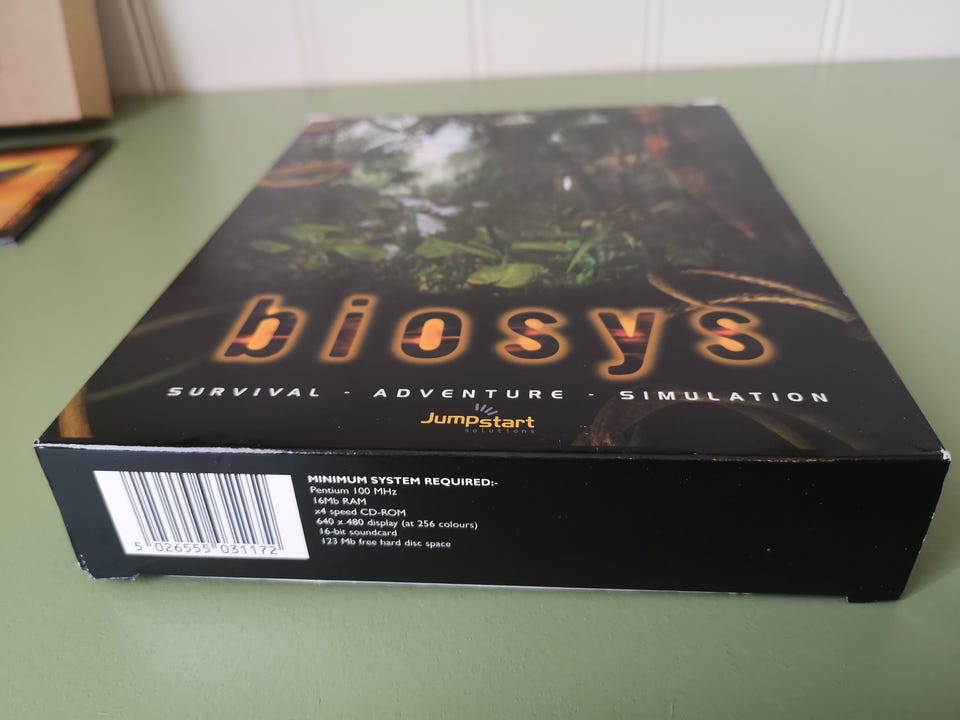 biosys
SURVIVAL - ADVENTURE - SIMULATION
Jumpstart
solutions
MINIMUM SYSTEM REQUIRED:-
Pentium 100 MHz
16Mb RAM
x4 speed CD-ROM
640 x 480 display (at 256 colours)
16-bit soundcard
123 Mb free hard disc space
5 026555 031172